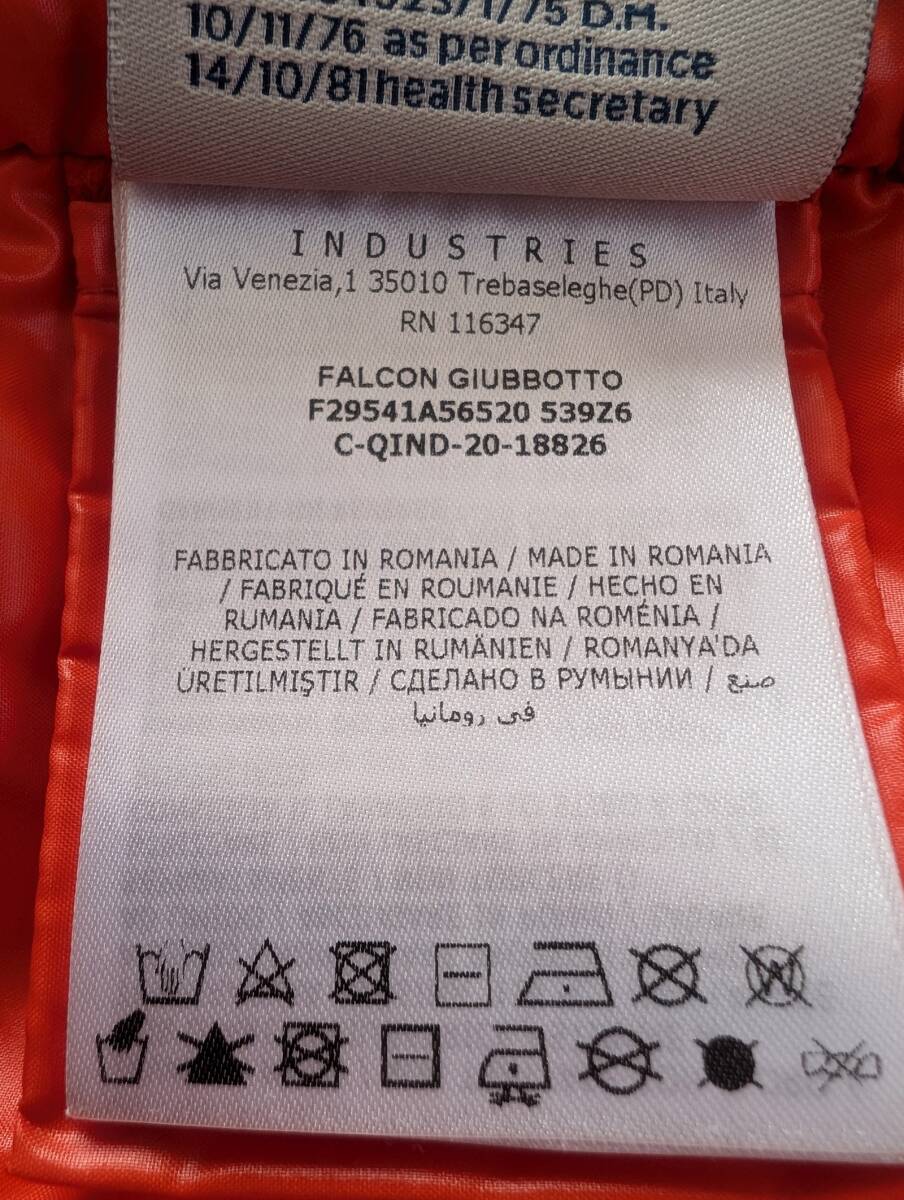 /1/75 D.M.
10/11/76 as per ordinance
14/10/81 health secretary
INDUSTRIES
Via Venezia,1 35010 Trebaseleghe(PD) Italy
RN 116347
FALCON GIUBBOTTO
F29541A56520 539Z6
C-QIND-20-18826
FABBRICATO IN ROMANIA / MADE IN ROMANIA
/ FABRIQUÉ EN ROUMANIE / HECHO EN
RUMANIA / FABRICADO NA ROMÉNIA /
HERGESTELLT IN RUMÄNIEN / ROMANYA'DA
ÜRETILMIŞTIR / СДЕЛАНО В РУМЫНИИ / صنع
في رومانيا